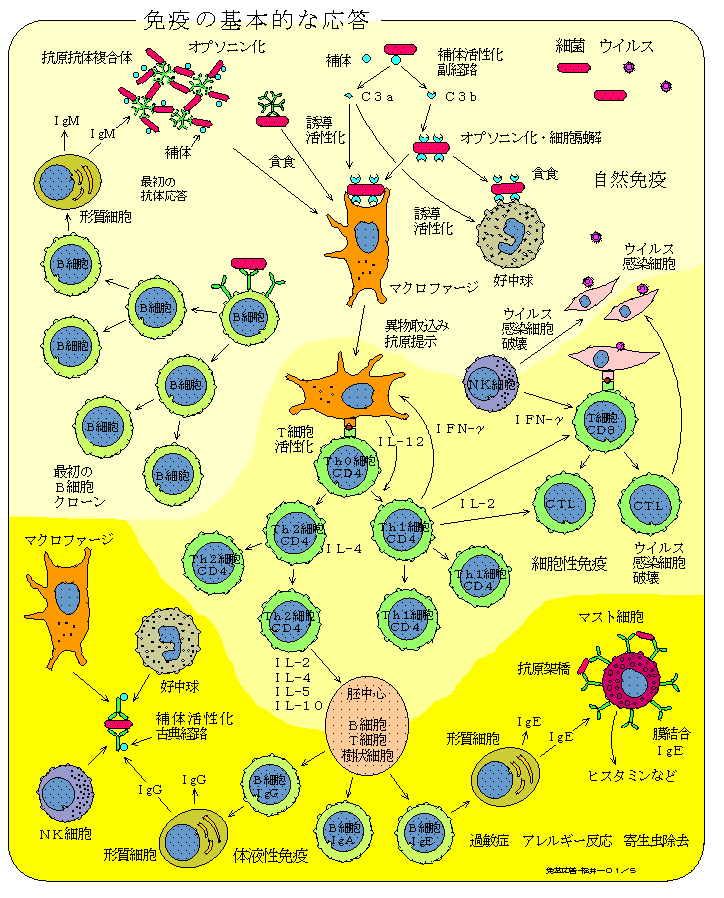 免疫の基本的な応答
抗原抗体複合体
オプソニン化
補体
補体活性化
副経路
細菌
ウイルス
C3a
C3b
IgM
IgM
補体
誘導
活性化
オプソニン化・細胞融解
貪食
貪食
自然免疫
最初の
抗体応答
形質細胞
誘導
活性化
好中球
マクロファージ
ウイルス
感染細胞
B細胞
B細胞
B細胞
B細胞
異物取込み
抗原提示
ウイルス
感染細胞
破壊
B細胞
NK細胞
B細胞
T細胞
活性化
IL-12
IFN-γ
IFN-γ
T細胞
CD8
最初の
B細胞
クローン
B細胞
Th0細胞
CD4
IL-2
CTL
CTL
Th2細胞
CD4
Th1細胞
CD4
IL-4
マクロファージ
Th2細胞
CD4
Th1細胞
CD4
細胞性免疫
ウイルス
感染細胞
破壊
Th2細胞
CD4
Th1細胞
CD4
マスト細胞
IL-2
IL-4
IL-5
IL-10
好中球
胚中心
B細胞
T細胞
樹状細胞
抗原架橋
補体活性化
古典経路
IgE
IgE
膜結合
IgE
形質細胞
ヒスタミンなど
IgG
IgG
B細胞
IgG
NK細胞
形質細胞
体液性免疫
B細胞
IgA
B細胞
IgE
過敏症 アレルギー反応 寄生虫除去